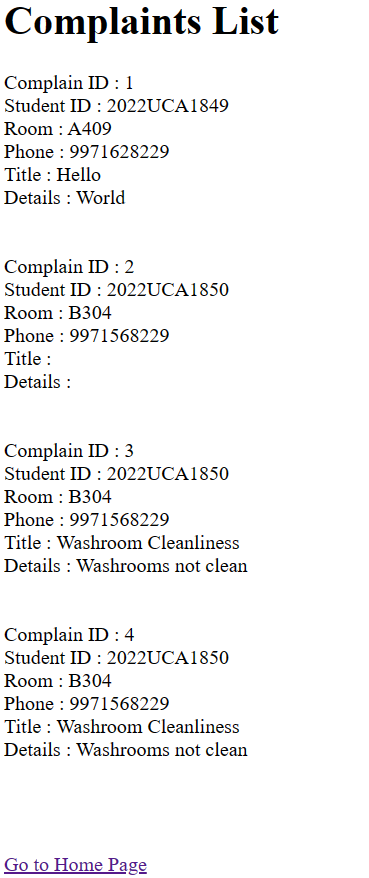 Complaints List
Complain ID : 1
Student ID : 2022UCA1849
Room : A409
Phone : 9971628229
Title : Hello
Details : World
Complain ID : 2
Student ID : 2022UCA1850
Room : B304
Phone : 9971568229
Title :
Details :
Complain ID : 3
Student ID : 2022UCA1850
Room : B304
Phone : 9971568229
Title : Washroom Cleanliness
Details : Washrooms not clean
Complain ID : 4
Student ID : 2022UCA1850
Room : B304
Phone : 9971568229
Title : Washroom Cleanliness
Details : Washrooms not clean
Go to Home Page